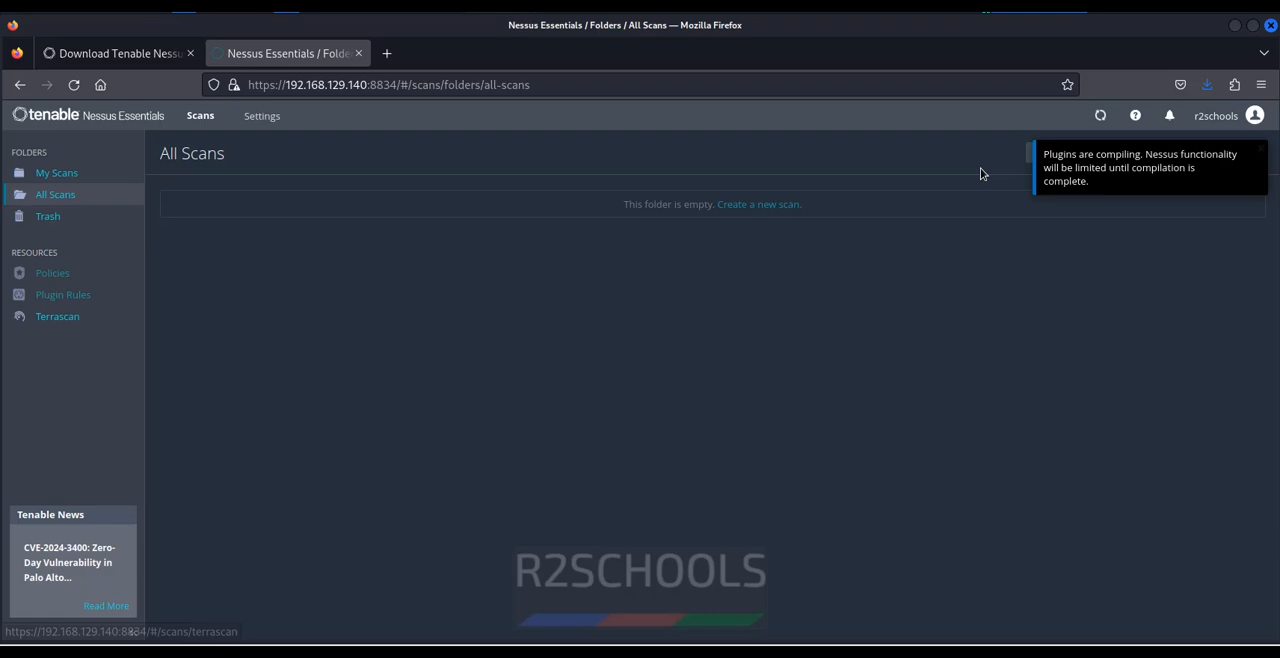 Nessus Essentials / Folders / All Scans — Mozilla Firefox
Download Tenable Nessu
Nessus Essentials / Folde
https://192.168.129.140:8834/#/scans/folders/all-scans
tenable Nessus Essentials
Scans
Settings
r2schools
FOLDERS
My Scans
All Scans
Trash
RESOURCES
Policies
Plugin Rules
Terrascan
All Scans
Plugins are compiling. Nessus functionality
will be limited until compilation is
complete.
This folder is empty. Create a new scan.
Tenable News
CVE-2024-3400: Zero-
Day Vulnerability in
Palo Alto...
Read More
R2SCHOOLS
https://192.168.129.140:8834/#/scans/terrascan